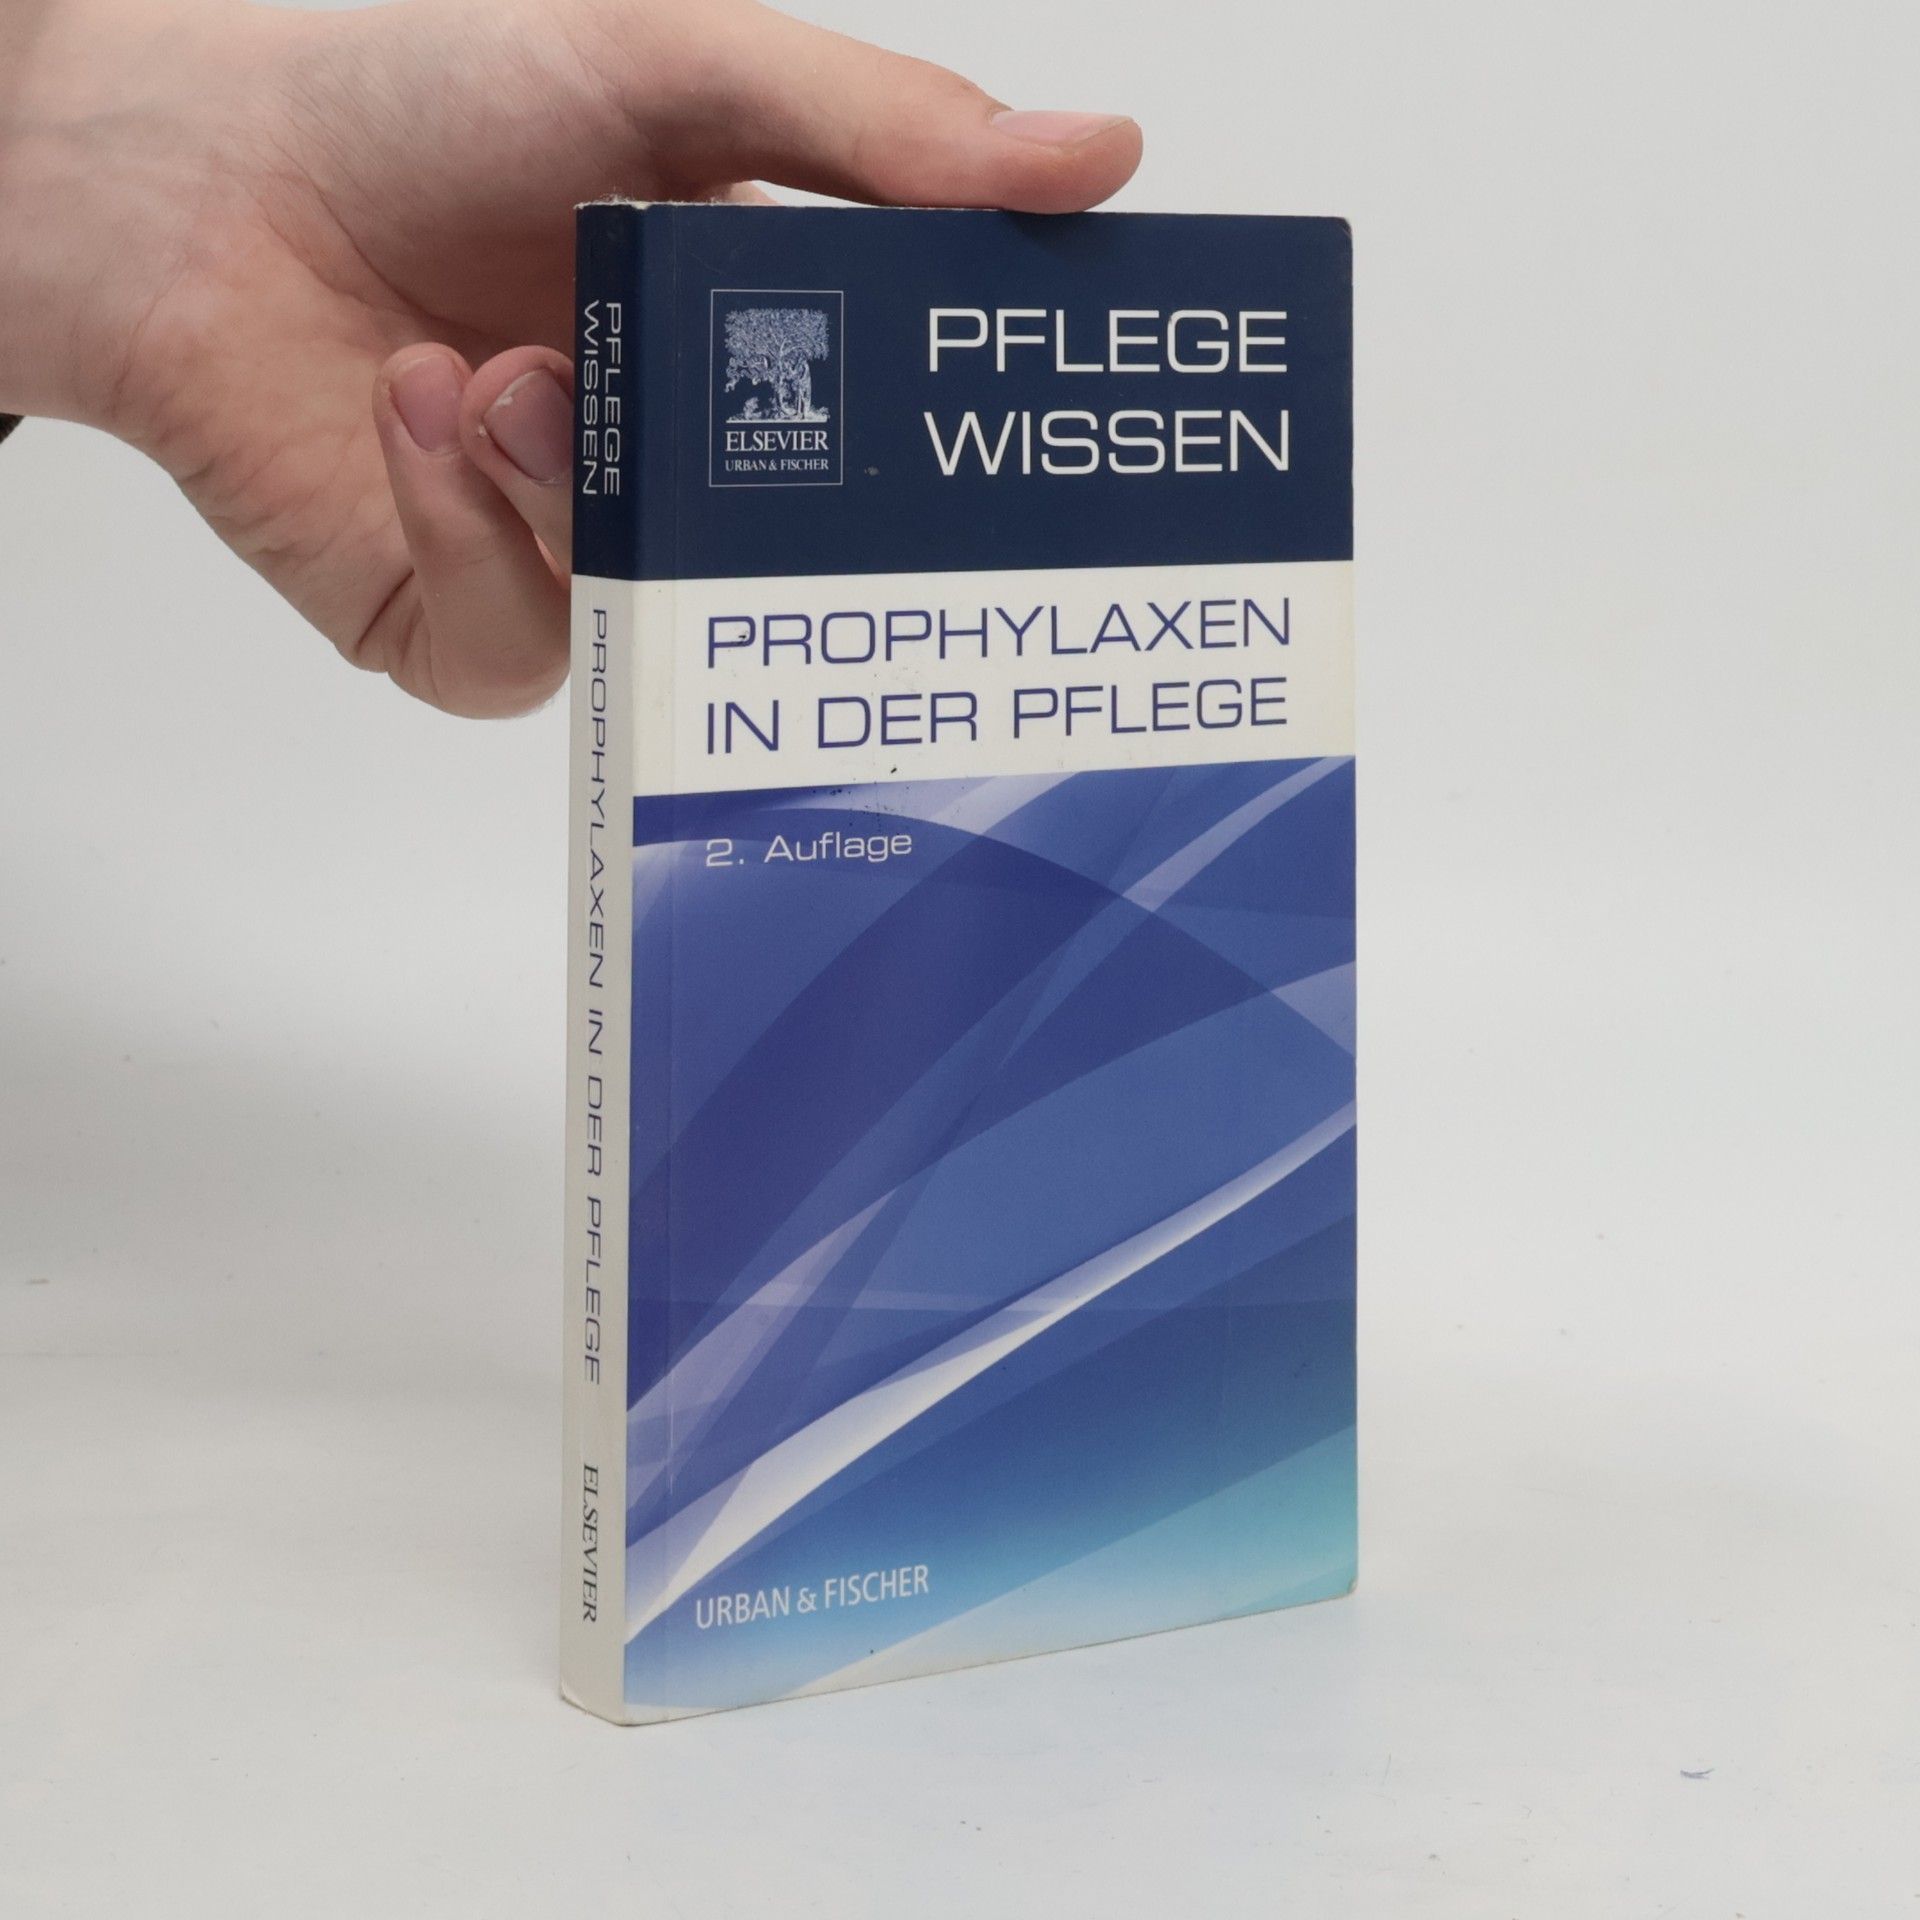 PFLEGE
WISSEN
PROPHYLAXEN IN DER PFLEGE
ELSEVIER
ELSEVIER
URBAN & FISCHER
PFLEGE
WISSEN
PROPHYLAXEN
IN DER PFLEGE
2. Auflage
URBAN & FISCHER